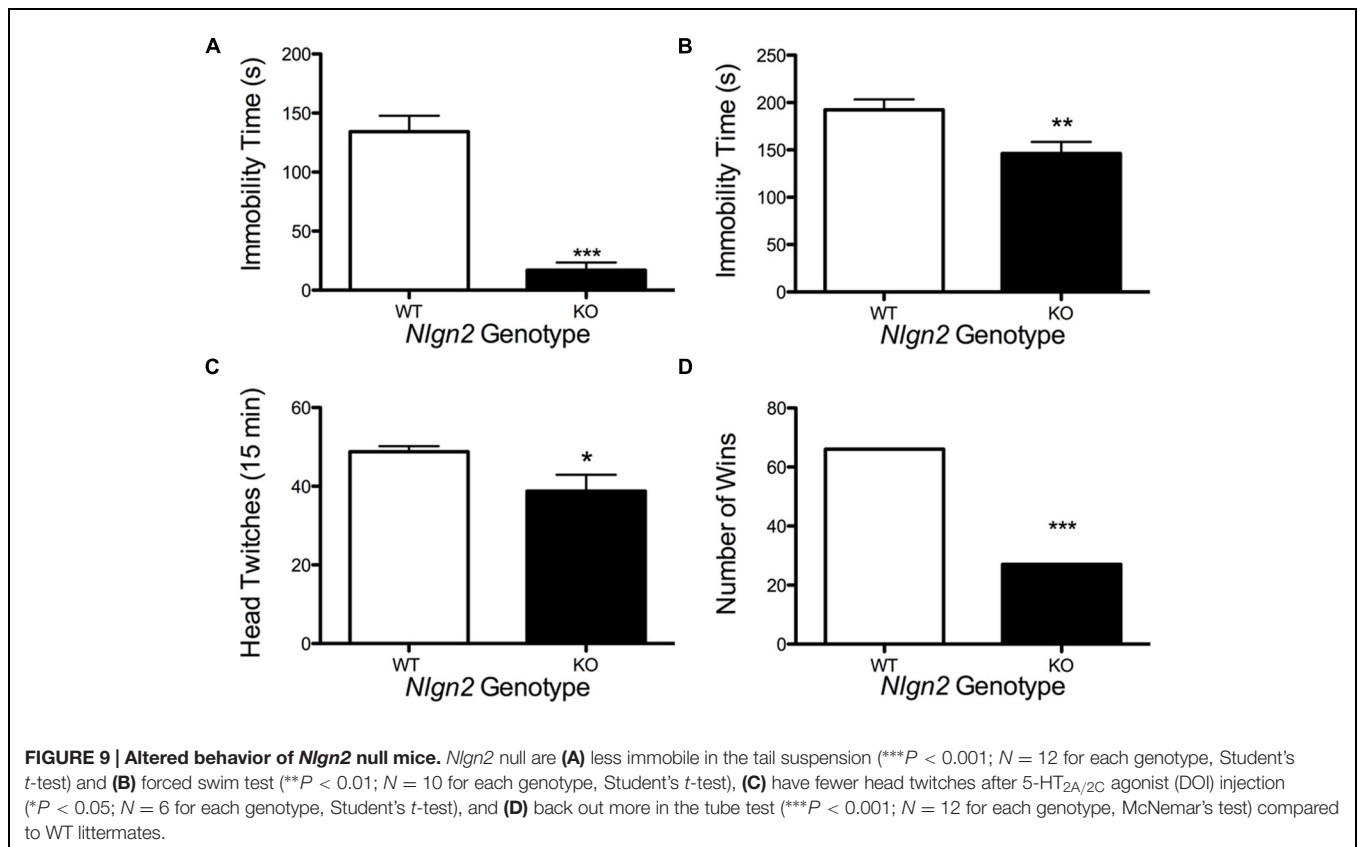 A
200
150
100
50
0
Immobility Time (s)
***
WT
KO
Nlgn2 Genotype
B
250
200
150
100
50
0
Immobility Time (s)
**
WT
KO
Nlgn2 Genotype
C
60
40
20
0
Head Twitches (15 min)
*
WT
KO
Nlgn2 Genotype
D
80
60
40
20
0
Number of Wins
***
WT
KO
Nlgn2 Genotype
FIGURE 9 | Altered behavior of Nlgn2 null mice. Nlgn2 null are (A) less immobile in the tail suspension (***P < 0.001; N = 12 for each genotype, Student's
t-test) and (B) forced swim test (**P < 0.01; N = 10 for each genotype, Student's t-test), (C) have fewer head twitches after 5-HT2A/2C agonist (DOI) injection
(*P < 0.05; N = 6 for each genotype, Student's t-test), and (D) back out more in the tube test (***P < 0.001; N = 12 for each genotype, McNemar's test) compared
to WT littermates.